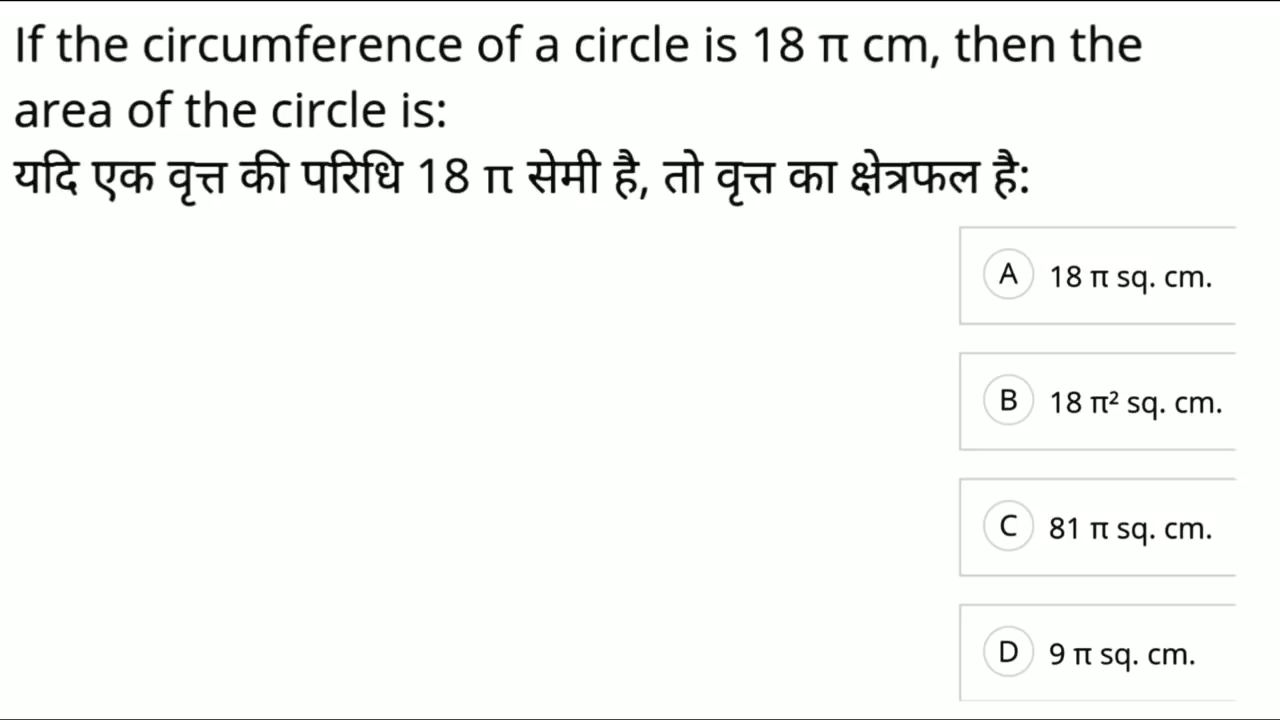 If the circumference of a circle is 18 π cm, then the
area of the circle is:
यदि एक वृत्त की परिधि 18 π सेमी है, तो वृत्त का क्षेत्रफल है:
A 18 π sq. cm.
B 18 π² sq. cm.
C 81 π sq. cm.
D 9 π sq. cm.